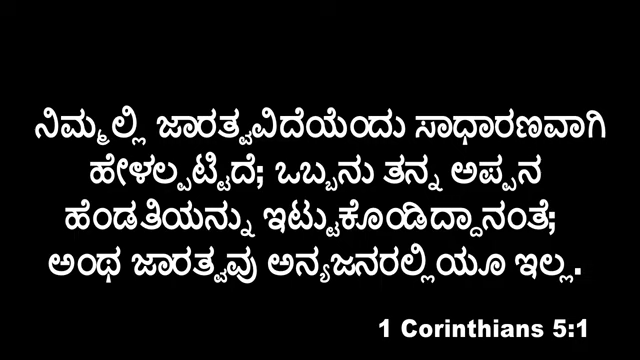 ನಿಮ್ಮಲ್ಲಿ ಜಾರತ್ವವಿದೆಯೆಂದು ಸಾಧಾರಣವಾಗಿ
ಹೇಳಲ್ಪಟ್ಟಿದೆ; ಒಬ್ಬನು ತನ್ನ ಅಪ್ಪನ
ಹೆಂಡತಿಯನ್ನು ಇಟ್ಟುಕೊಂಡಿದ್ದಾನಂತೆ;
ಅಂಥ ಜಾರತ್ವವು ಅನ್ಯಜನರಲ್ಲಿಯೂ ಇಲ್ಲ.
1 Corinthians 5:1